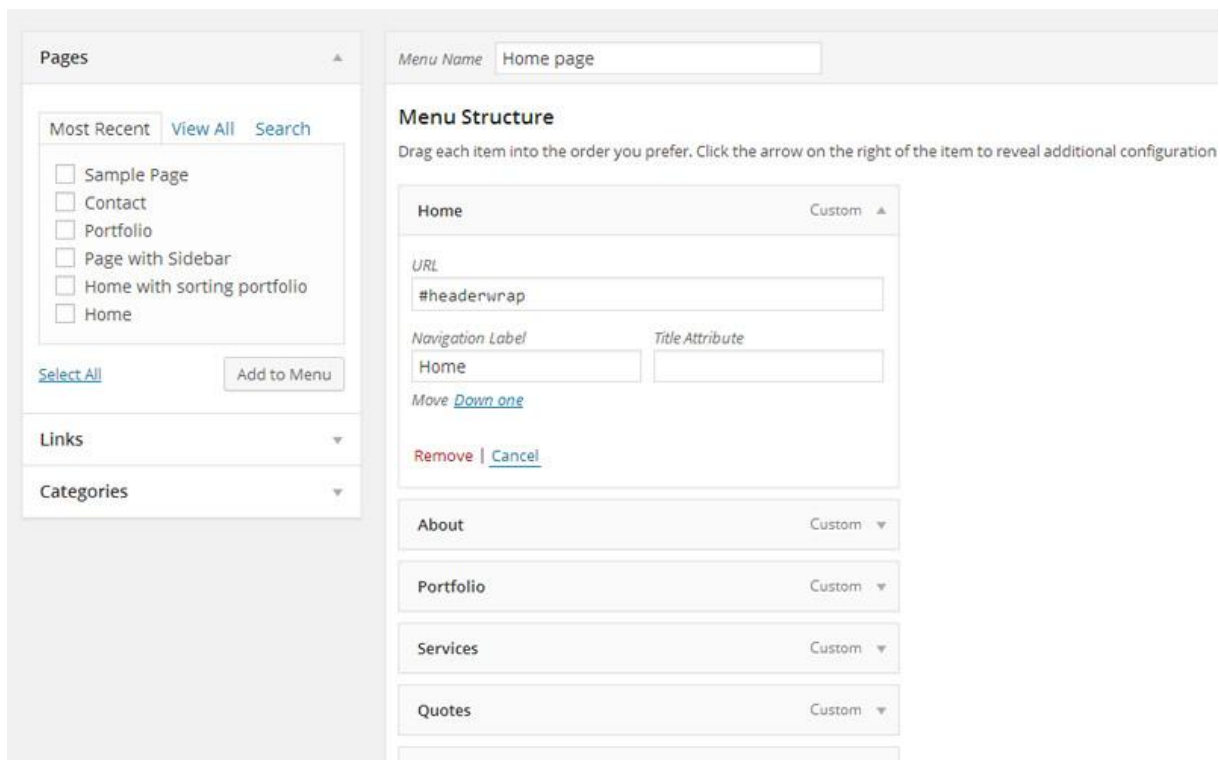 Pages
Most Recent View All Search
Sample Page
Contact
Portfolio
Page with Sidebar
Home with sorting portfolio
Home
Select All Add to Menu
Links
Categories
Menu Name Home page
Menu Structure
Drag each item into the order you prefer. Click the arrow on the right of the item to reveal additional configuration
Home Custom
URL
#headerwrap
Navigation Label Title Attribute
Home
Move Down one
Remove | Cancel
About Custom
Portfolio Custom
Services Custom
Quotes Custom